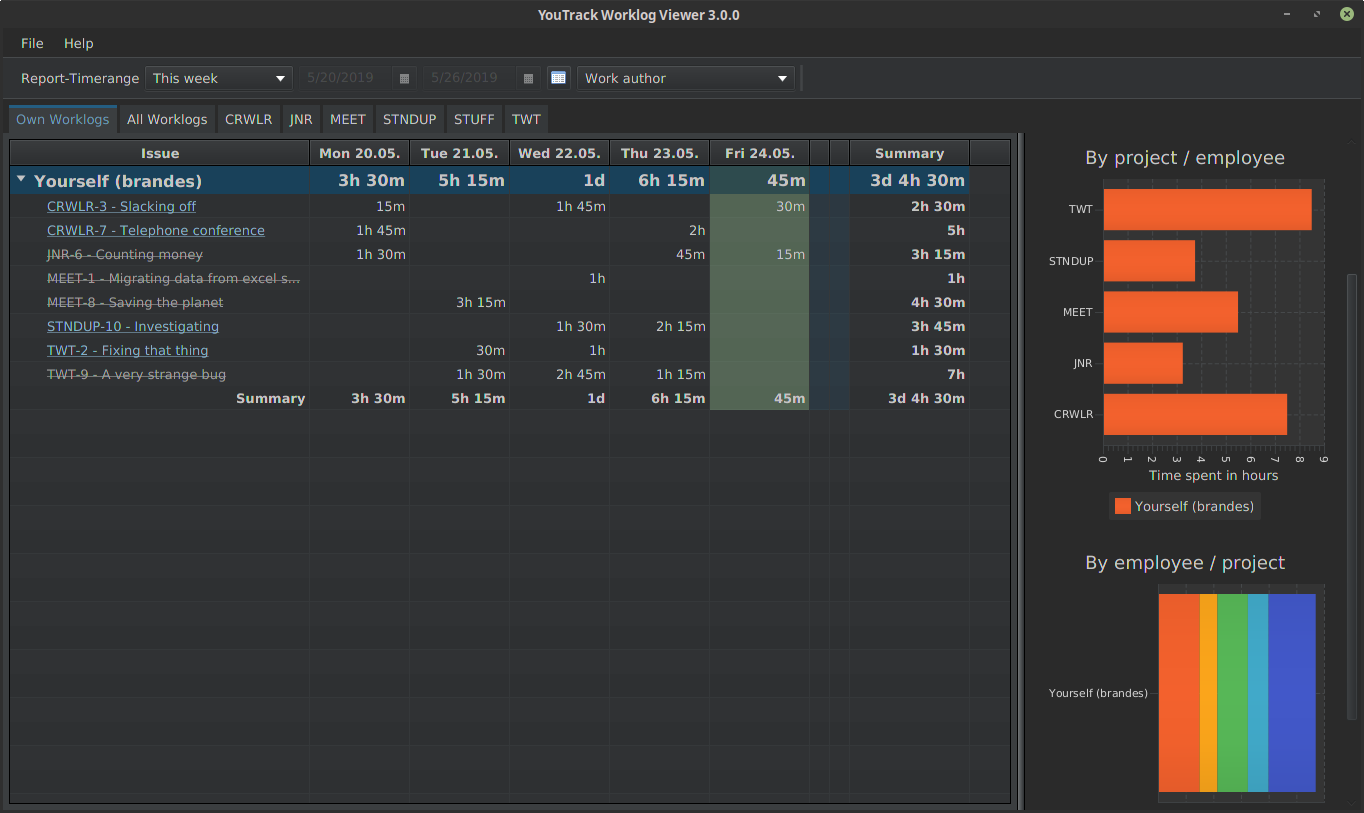 YouTrack Worklog Viewer 3.0.0
File Help
Report-Timerange This week 5/20/2019 5/26/2019 Work author
Own Worklogs All Worklogs CRWLR JNR MEET STNDUP STUFF TWT
Issue Mon 20.05. Tue 21.05. Wed 22.05. Thu 23.05. Fri 24.05. Summary
Yourself (brandes) 3h 30m 5h 15m 1d 6h 15m 45m 3d 4h 30m
CRWLR-3 - Slacking off 15m 1h 45m 30m 2h 30m
CRWLR-7 - Telephone conference 1h 45m 2h 5h
JNR-6 - Counting money 1h 30m 45m 15m 3h 15m
MEET-1 - Migrating data from excel s... 1h 1h
MEET-8 - Saving the planet 3h 15m 4h 30m
STNDUP-10 - Investigating 1h 30m 2h 15m 3h 45m
TWT-2 - Fixing that thing 30m 1h 1h 30m
TWT-9 - A very strange bug 1h 30m 2h 45m 1h 15m 7h
Summary 3h 30m 5h 15m 1d 6h 15m 45m 3d 4h 30m
By project / employee
TWT
STNDUP
MEET
JNR
CRWLR
0 1 2 3 4 5 6 7 8 9
Time spent in hours
Yourself (brandes)
By employee / project
Yourself (brandes)